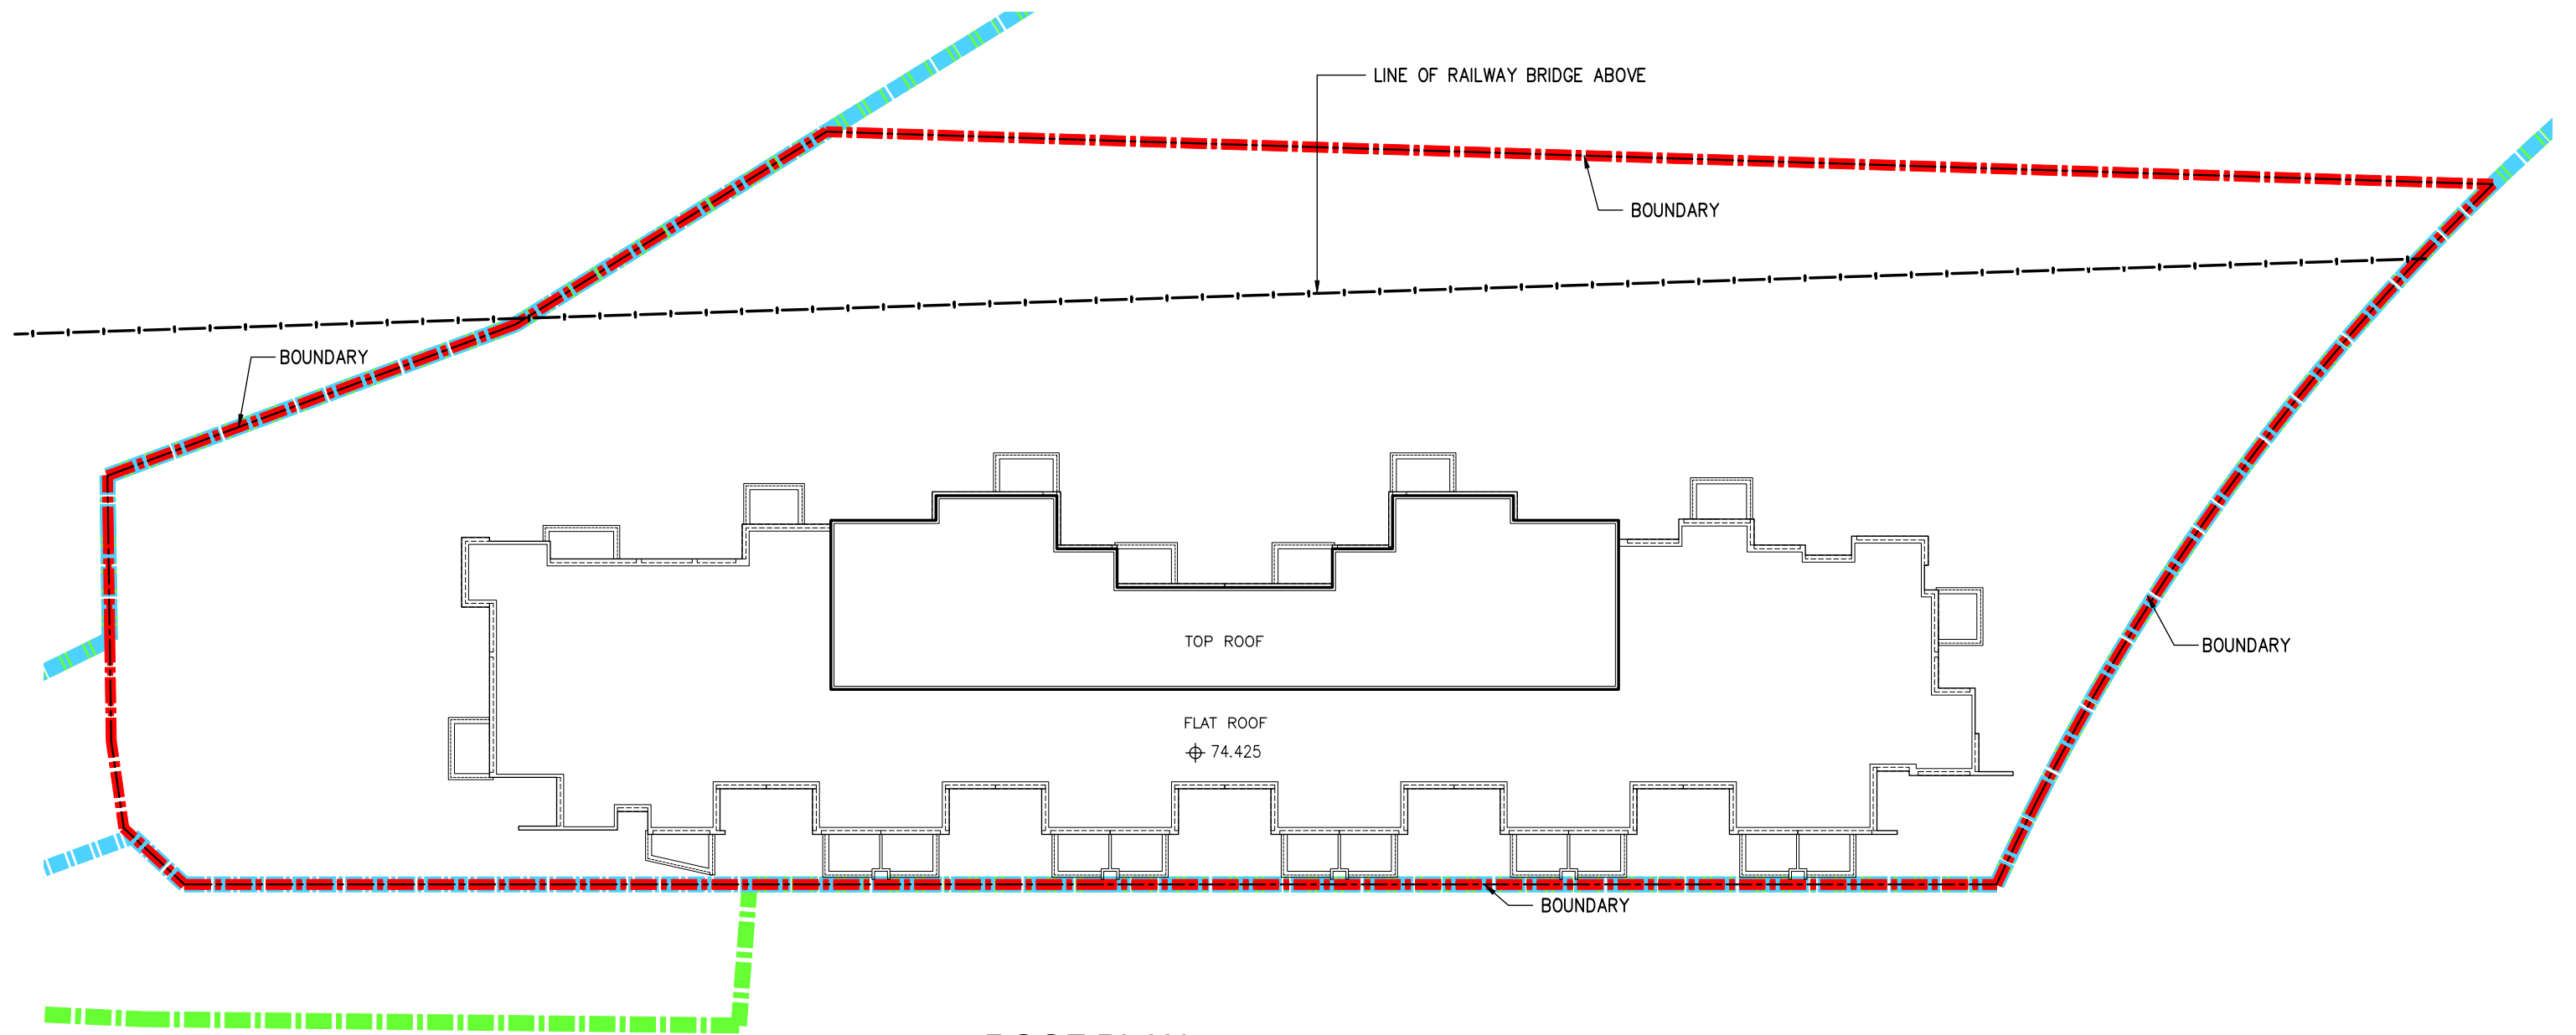 LINE OF RAILWAY BRIDGE ABOVE
BOUNDARY
BOUNDARY
TOP ROOF
BOUNDARY
FLAT ROOF
74.425
BOUNDARY